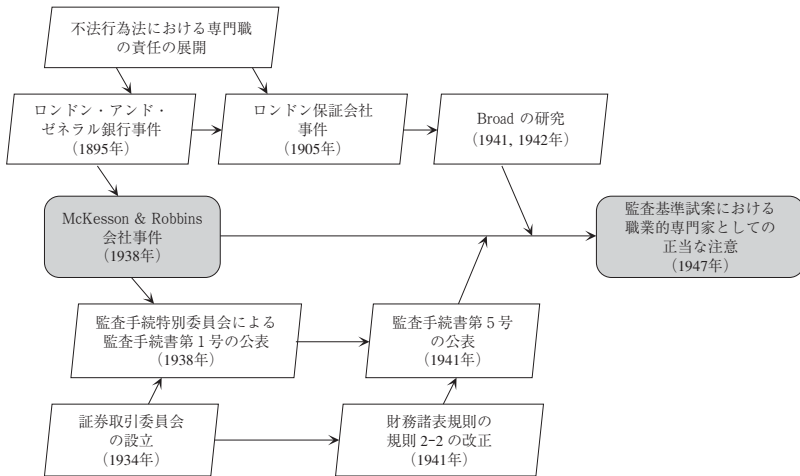 不法行為法における専門職
の責任の展開
ロンドン・アンド・
ゼネラル銀行事件
(1895年)
ロンドン保証会社
事件
(1905年)
Broad の研究
(1941, 1942年)
McKesson & Robbins
会社事件
(1938年)
監査基準試案における
職業的専門家としての
正当な注意
(1947年)
監査手続特別委員会による
監査手続書第1号の公表
(1938年)
監査手続書第5号
の公表
(1941年)
証券取引委員会
の設立
(1934年)
財務諸表規則の
規則 2-2 の改正
(1941年)